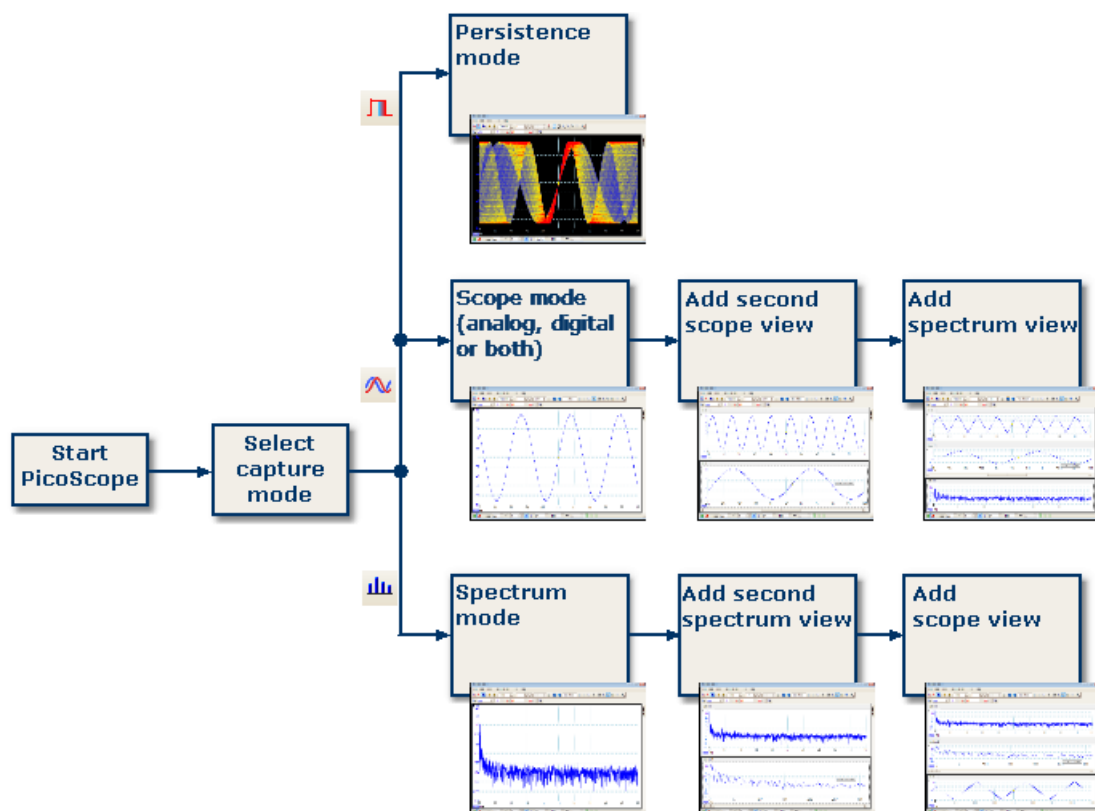 Persistence
mode
Scope mode
(analog, digital
or both)
Add second
scope view
Add
spectrum view
Start
PicoScope
Select
capture
mode
Spectrum
mode
Add second
spectrum view
Add
scope view